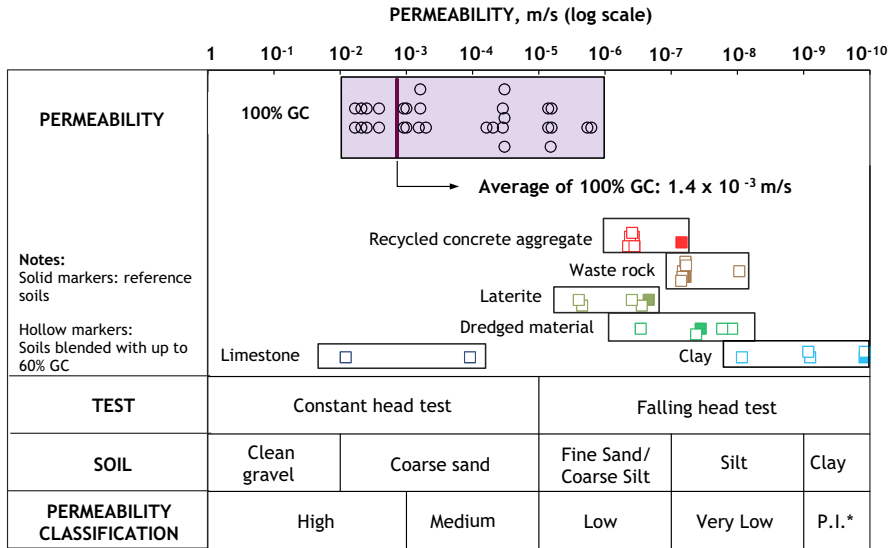 PERMEABILITY, m/s (log scale)
1 10⁻¹ 10⁻² 10⁻³ 10⁻⁴ 10⁻⁵ 10⁻⁶ 10⁻⁷ 10⁻⁸ 10⁻⁹ 10⁻¹⁰
PERMEABILITY
100% GC
Average of 100% GC: 1.4 x 10 ⁻³ m/s
Recycled concrete aggregate
Waste rock
Laterite
Dredged material
Limestone
Clay
Notes:
Solid markers: reference
soils
Hollow markers:
Soils blended with up to
60% GC
TEST
Constant head test
Falling head test
SOIL
Clean
gravel
Coarse sand
Fine Sand/
Coarse Silt
Silt
Clay
PERMEABILITY
CLASSIFICATION
High
Medium
Low
Very Low
P.I.*